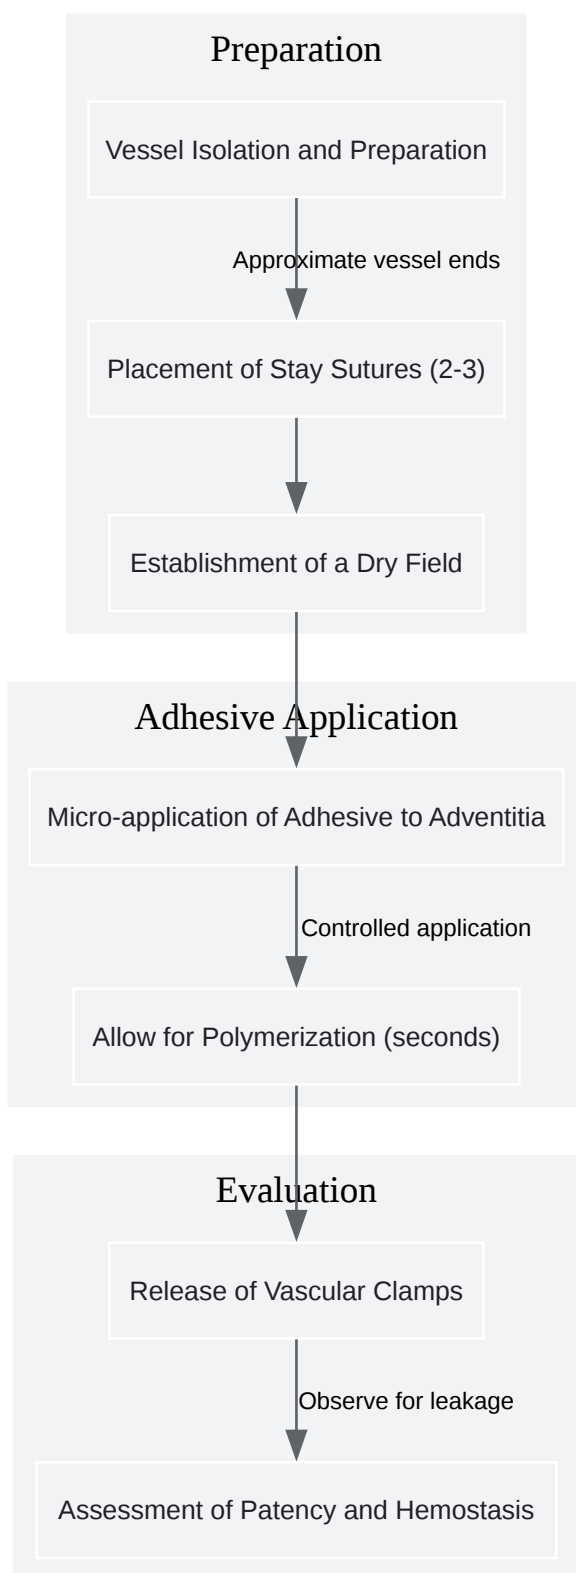 Preparation
Vessel Isolation and Preparation
Approximate vessel ends
Placement of Stay Sutures (2-3)
Establishment of a Dry Field
Adhesive Application
Micro-application of Adhesive to Adventitia
Controlled application
Allow for Polymerization (seconds)
Evaluation
Release of Vascular Clamps
Observe for leakage
Assessment of Patency and Hemostasis